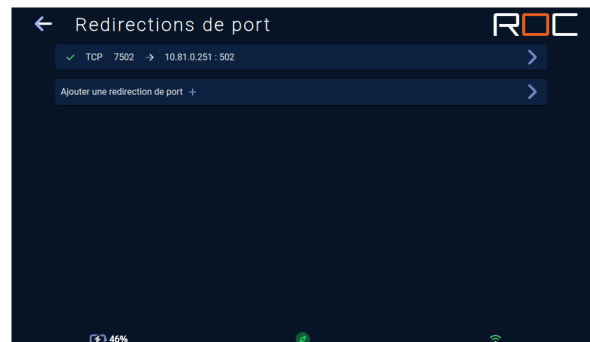 Redirections de port
ROC
TCP 7502 → 10.81.0.251 : 502
Ajouter une redirection de port +
46%